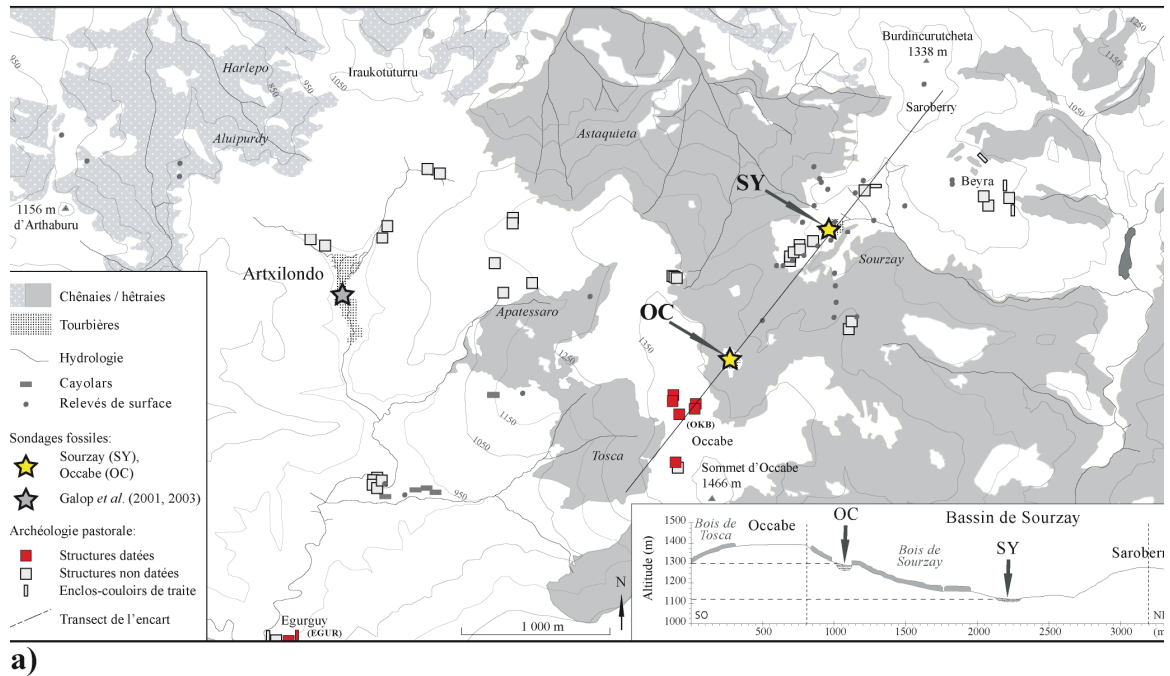 Burdincurutcheta
1338 m
1250
1150
950
Harlepo
Iraukotuturru
950
1050
1050
Saroberry
Aluipurdy
Astaquieta
SY
Beyra
1156 m
d'Arthaburu
Artxilondo
Sourzay
Apatessaro
OC
1350
1250
1150
1050
(OKB)
Occabe
Tosca
Sommet d'Occabe
1466 m
950
Egurguy
(EGUR)
N
1 000 m
Chênaies / hêtraies
Tourbières
Hydrologie
Cayolars
Relevés de surface
Sondages fossiles:
Sourzay (SY),
Occabe (OC)
Galop et al. (2001, 2003)
Archéologie pastorale:
Structures datées
Structures non datées
Enclos-couloirs de traite
Transect de l'encart
Altitude (m)
1500
1400
1300
1200
1100
1000
Bois de
Tosca
Occabe
OC
Bassin de Sourzay
Bois de
Sourzay
SY
Saroberr
SO
500
1000
1500
2000
2500
3000
(m
a)